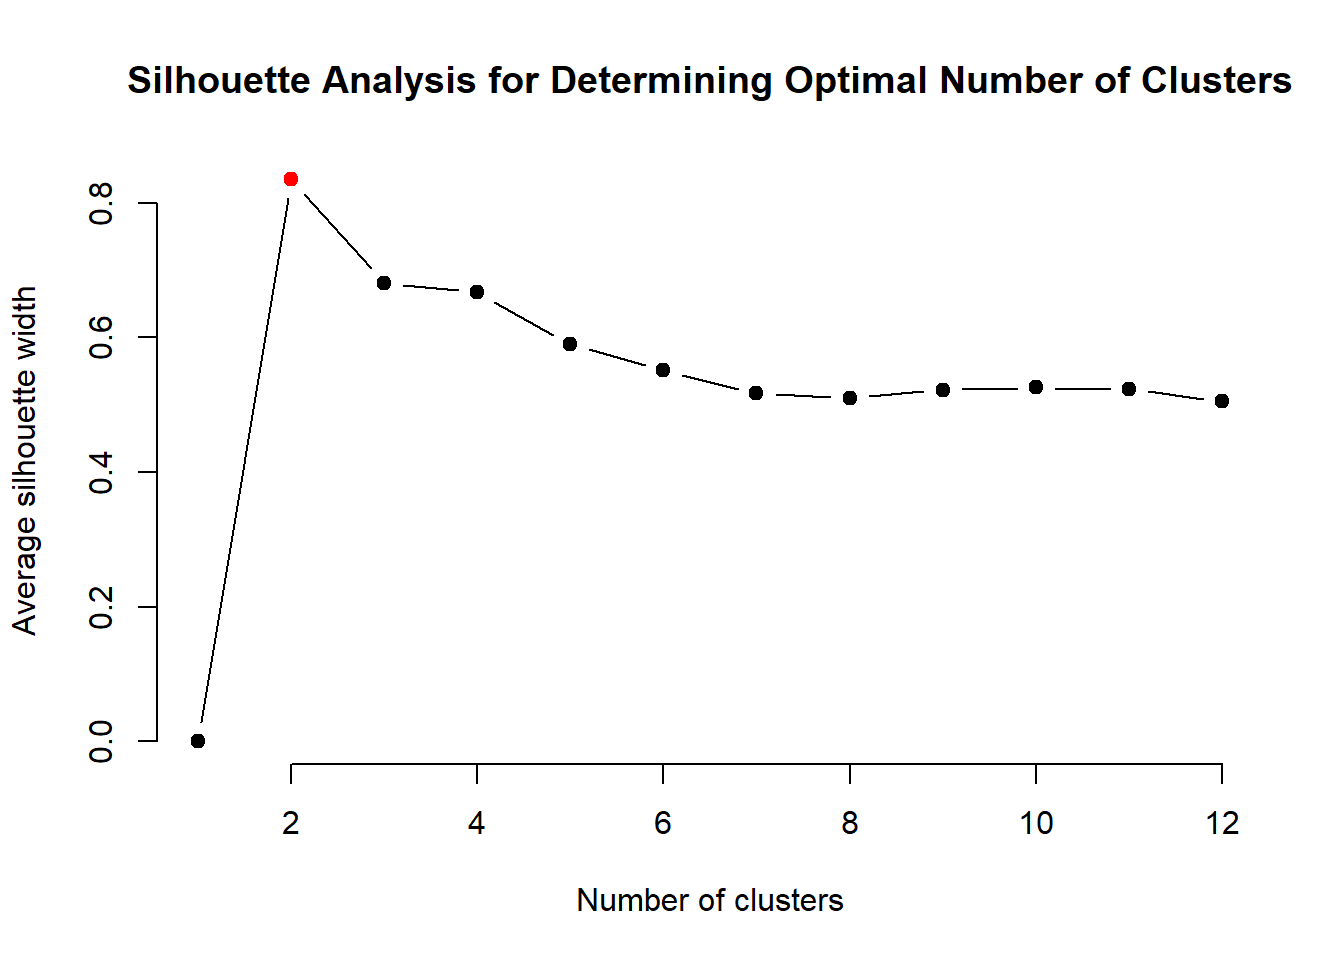 Silhouette Analysis for Determining Optimal Number of Clusters
Average silhouette width
0.8
0.6
0.4
0.2
0.0
2 4 6 8 10 12
Number of clusters